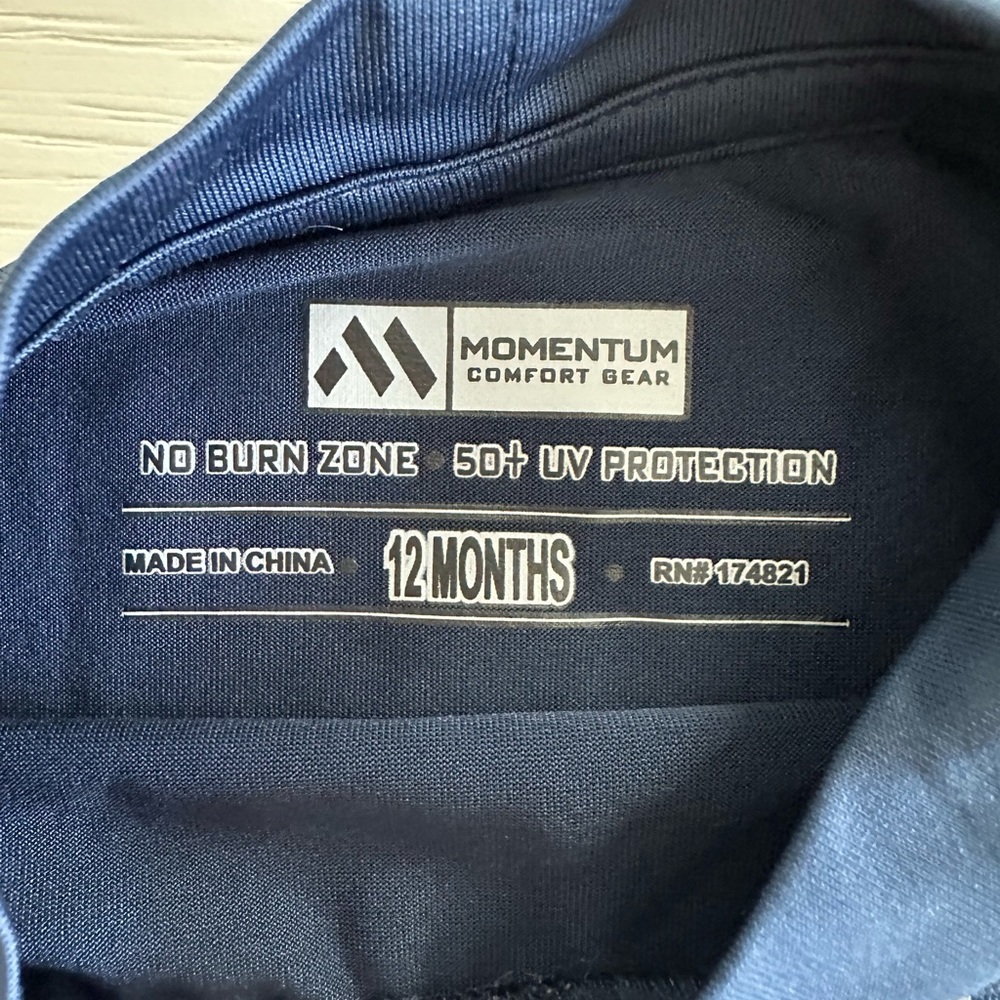 MOMENTUM
COMFORT GEAR
NO BURN ZONE • 50+ UV PROTECTION
MADE IN CHINA • 12 MONTHS • RN# 174821